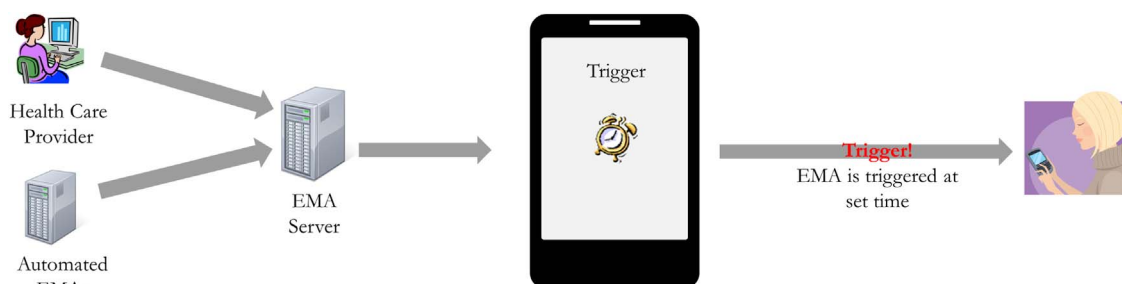 Health Care
Provider
Automated
EMA
Server
Trigger
Trigger!
EMA is triggered at
set time